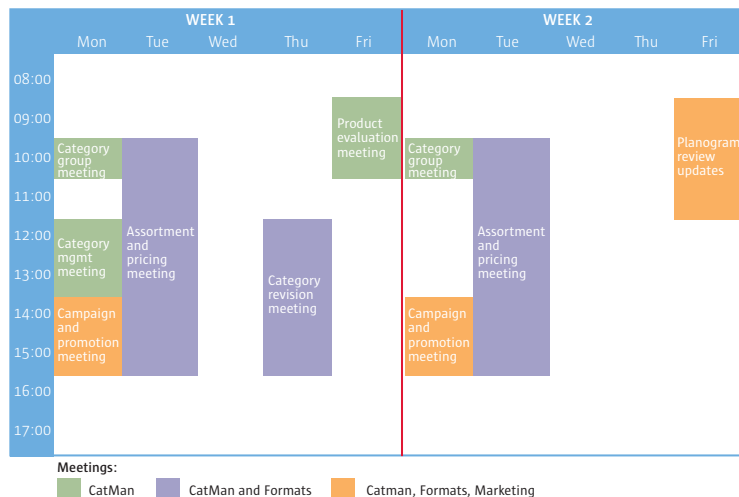 WEEK 1
WEEK 2
Mon Tue Wed Thu Fri Mon Tue Wed Thu Fri
08:00
09:00
10:00
11:00
12:00
13:00
14:00
15:00
16:00
17:00
Category
group
meeting
Category
mgmt
meeting
Campaign
and
promotion
meeting
Assortment
and
pricing
meeting
Category
revision
meeting
Product
evaluation
meeting
Category
group
meeting
Campaign
and
promotion
meeting
Assortment
and
pricing
meeting
Planogram
review
updates
Meetings:
CatMan
CatMan and Formats
Catman, Formats, Marketing